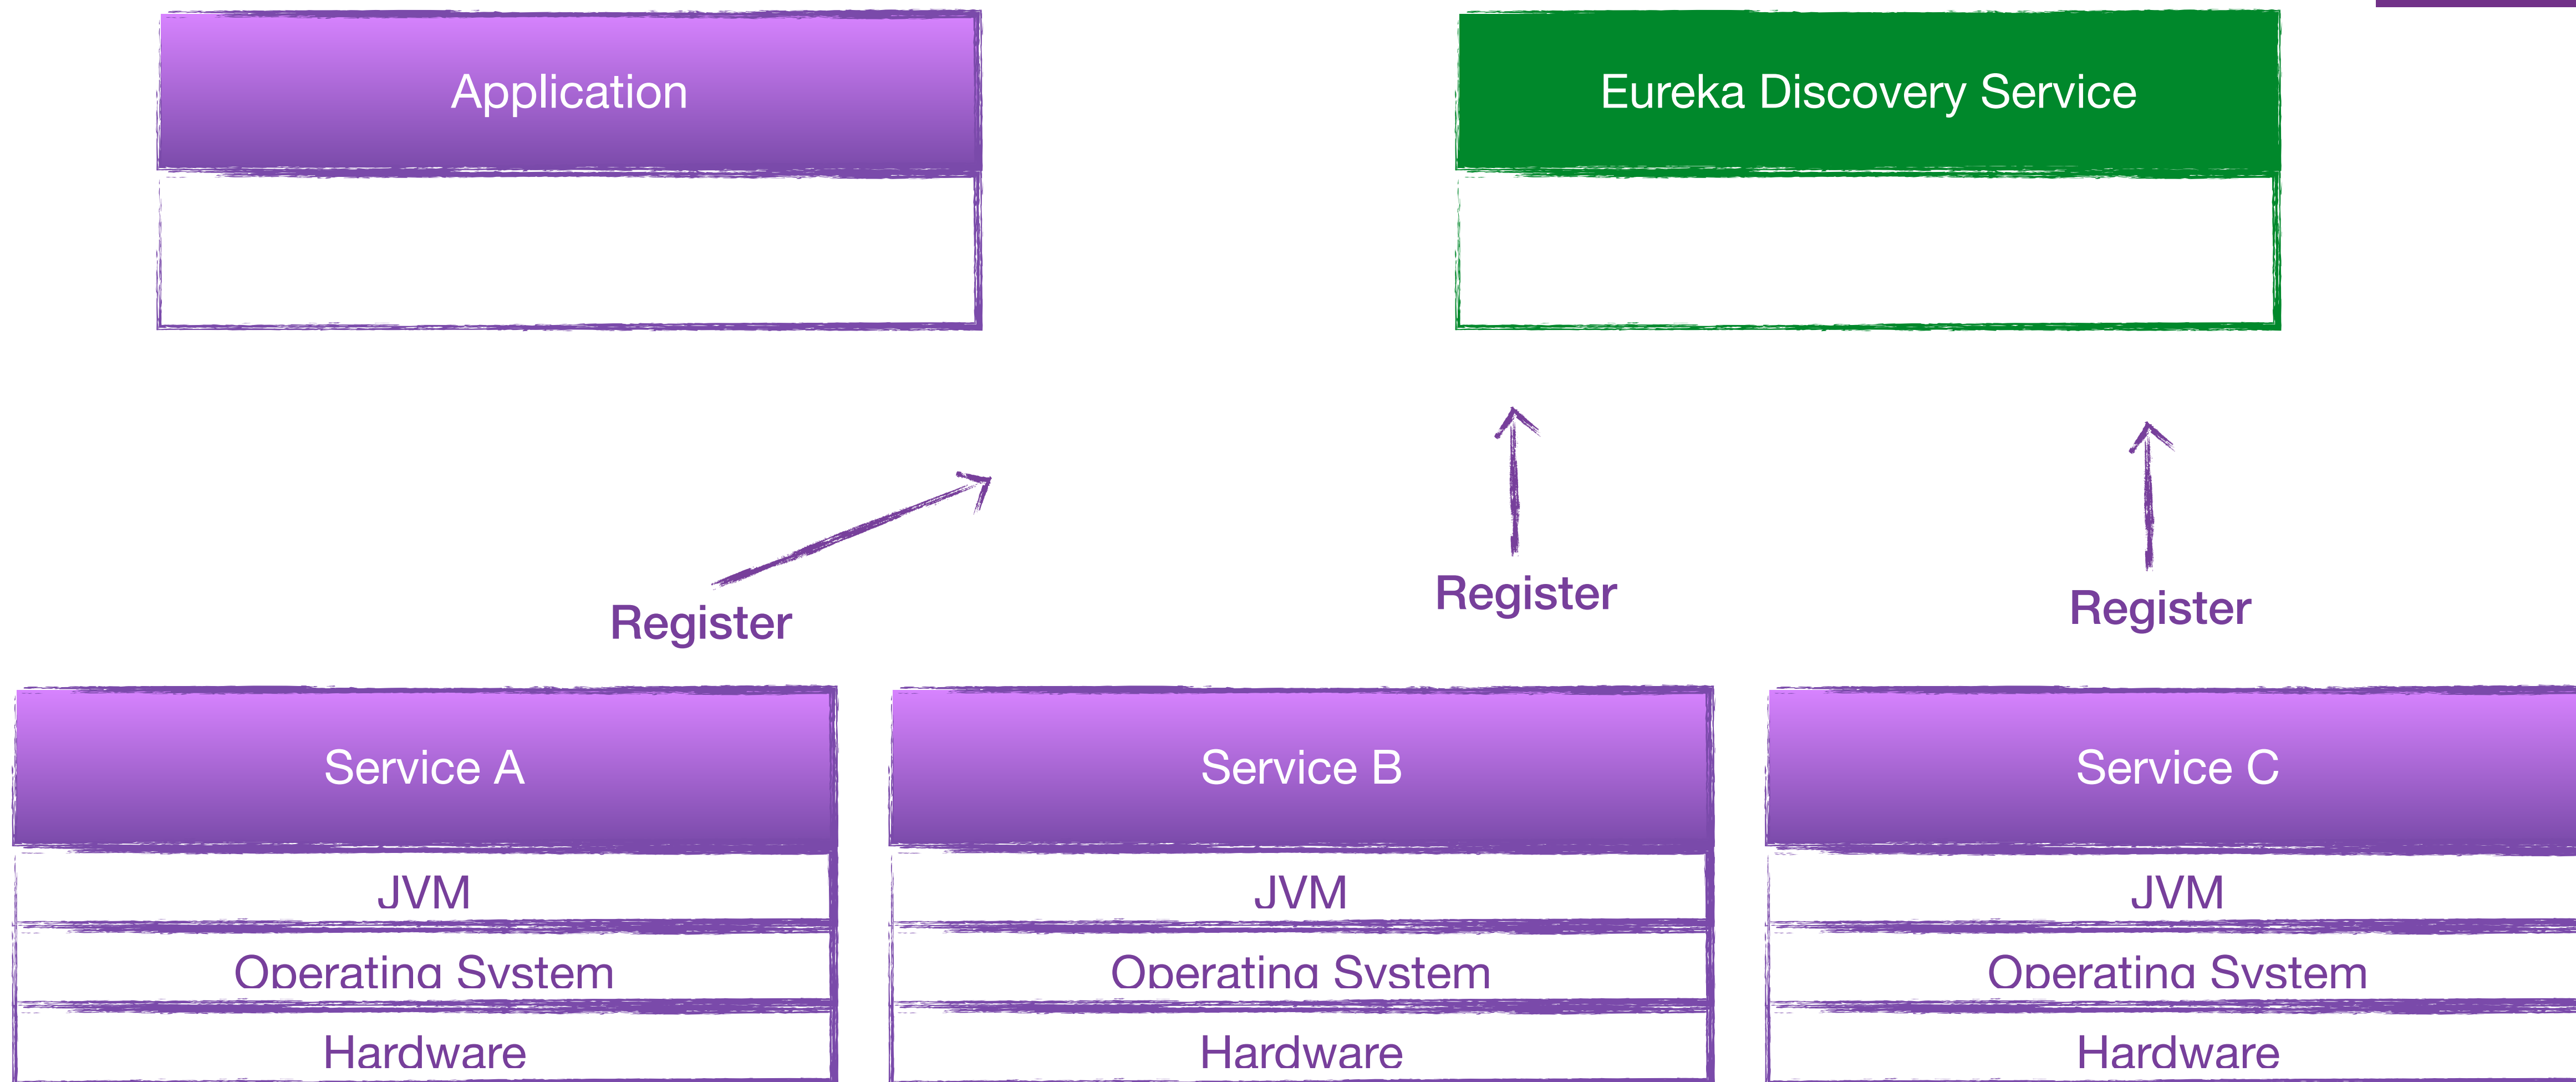 Application
Eureka Discovery Service
Register
Register
Register
Service A
Service B
Service C
JVM
JVM
JVM
Operating System
Operating System
Operating System
Hardware
Hardware
Hardware